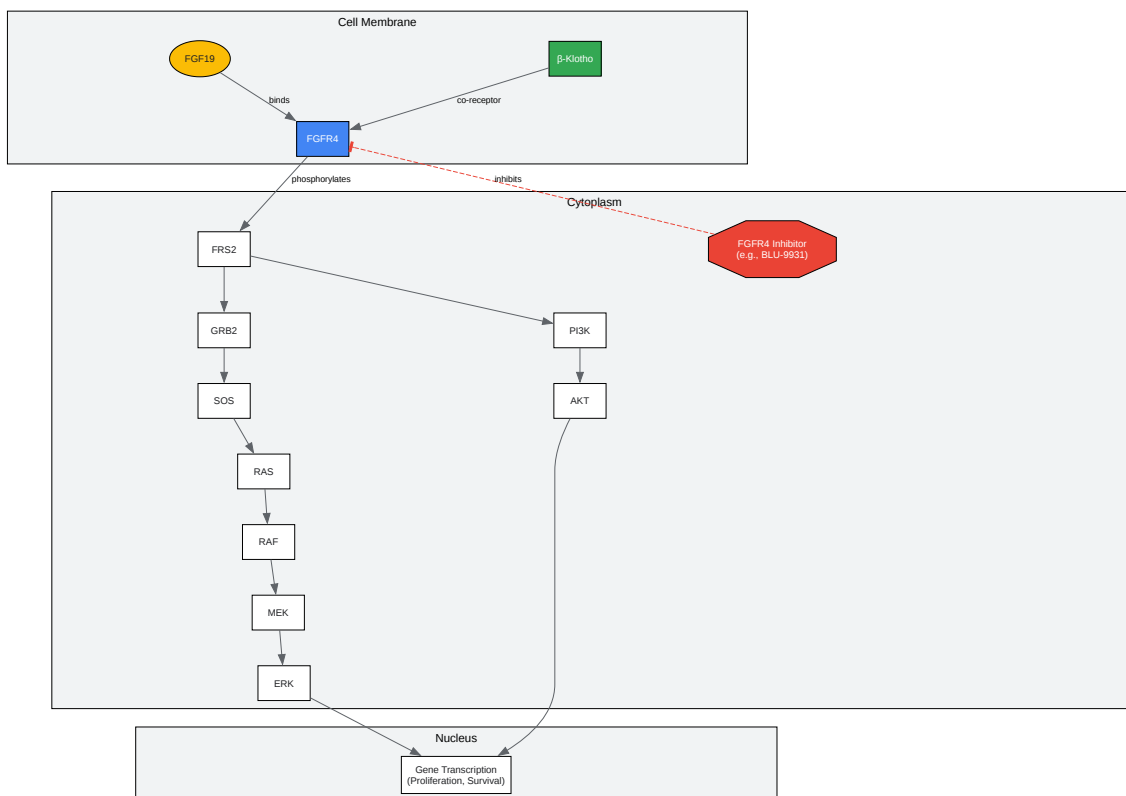 Cell Membrane
FGF19
β-Klotho
binds
co-receptor
FGFR4
phosphorylates
inhibits
Cytoplasm
FRS2
FGFR4 Inhibitor
(e.g., BLU-9931)
GRB2
PI3K
SOS
AKT
RAS
RAF
MEK
ERK
Nucleus
Gene Transcription
(Proliferation, Survival)